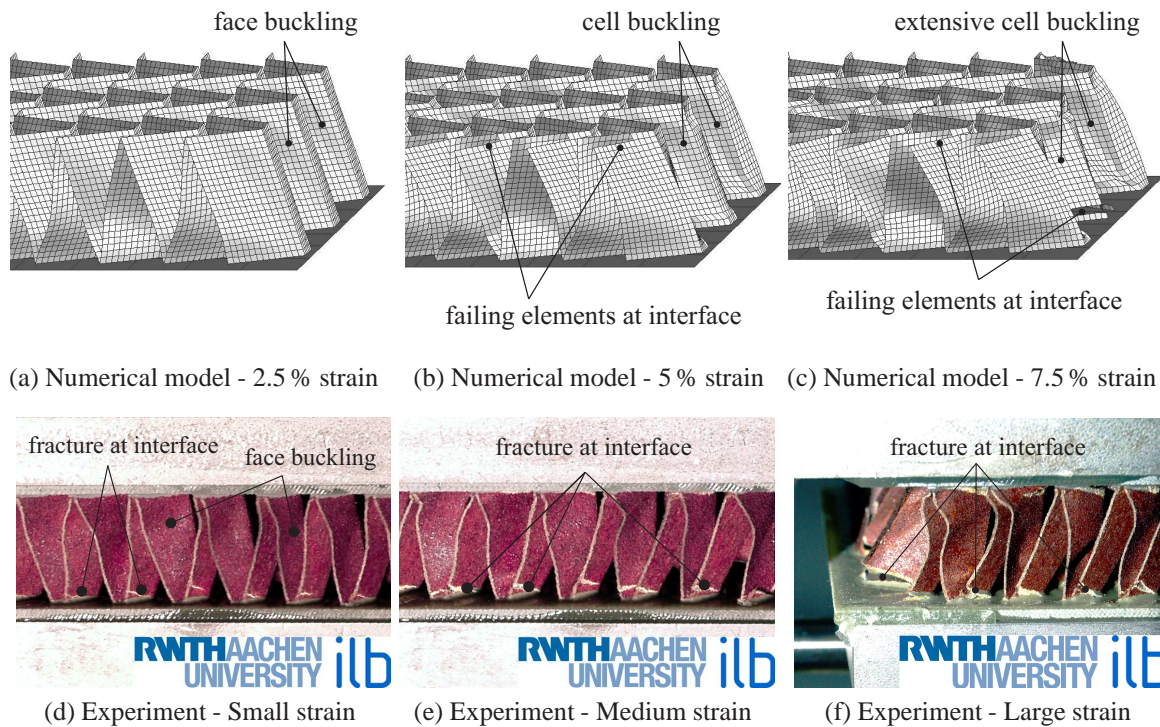 face buckling
cell buckling
extensive cell buckling
failing elements at interface
failing elements at interface
(a) Numerical model - 2.5 % strain
(b) Numerical model - 5 % strain
(c) Numerical model - 7.5 % strain
fracture at interface
face buckling
fracture at interface
fracture at interface
RWTHAACHEN
UNIVERSITY
ilb
RWTHAACHEN
UNIVERSITY
ilb
RWTHAACHEN
UNIVERSITY
ilb
(d) Experiment - Small strain
(e) Experiment - Medium strain
(f) Experiment - Large strain